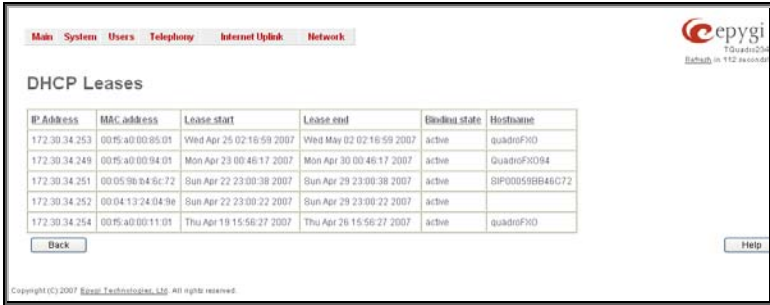 Main System Users Telephony Internet Uplink Network
epygi
TQuadro234
Refresh in 112 seconds
DHCP Leases
IP Address MAC address Lease start Lease end Binding state Hostname
172.30.34.253 00:f5:a0:00:85:01 Wed Apr 25 02:16:59 2007 Wed May 02 02:16:59 2007 active quadroFXO
172.30.34.249 00:f5:a0:00:94:01 Mon Apr 23 00:46:17 2007 Mon Apr 30 00:46:17 2007 active QuadroFXO94
172.30.34.251 00:05:9b:b4:6c:72 Sun Apr 22 23:00:38 2007 Sun Apr 29 23:00:38 2007 active SIP00059BB46C72
172.30.34.252 00:04:13:24:04:9e Sun Apr 22 23:00:22 2007 Sun Apr 29 23:00:22 2007 active
172.30.34.254 00:f5:a0:00:11:01 Thu Apr 19 15:56:27 2007 Thu Apr 26 15:56:27 2007 active quadroFXO
Back Help
Copyright (C) 2007 Epygi Technologies, Ltd. All rights reserved.